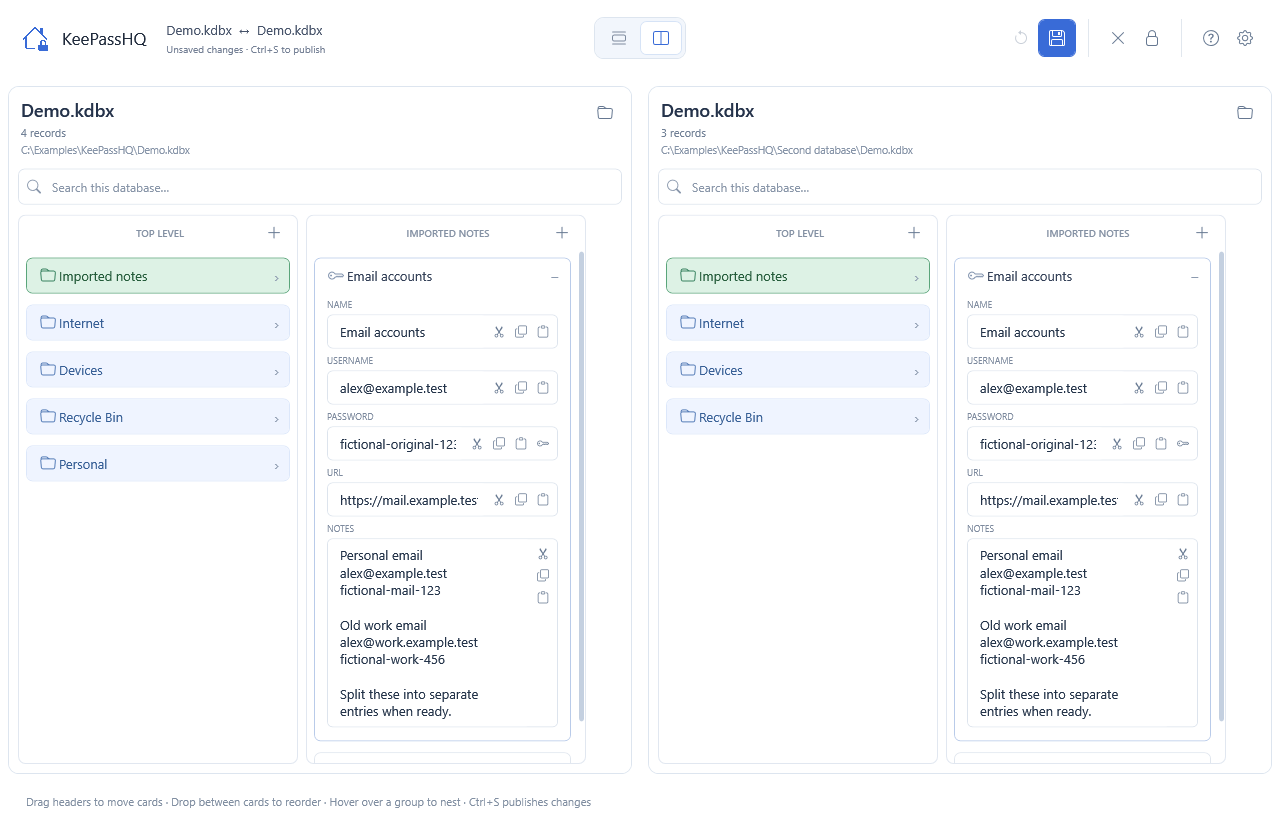 KeePassHQ
Demo.kdbx ↔ Demo.kdbx
Unsaved changes · Ctrl+S to publish
Demo.kdbx
4 records
C:\Examples\KeePassHQ\Demo.kdbx
Search this database...
TOP LEVEL
Imported notes
Internet
Devices
Recycle Bin
Personal
IMPORTED NOTES
Email accounts
NAME
Email accounts
USERNAME
alex@example.test
PASSWORD
fictional-original-123
URL
https://mail.example.tes
NOTES
Personal email
alex@example.test
fictional-mail-123

Old work email
alex@work.example.test
fictional-work-456

Split these into separate
entries when ready.
Demo.kdbx
3 records
C:\Examples\KeePassHQ\Second database\Demo.kdbx
Search this database...
TOP LEVEL
Imported notes
Internet
Devices
Recycle Bin
IMPORTED NOTES
Email accounts
NAME
Email accounts
USERNAME
alex@example.test
PASSWORD
fictional-original-123
URL
https://mail.example.tes
NOTES
Personal email
alex@example.test
fictional-mail-123

Old work email
alex@work.example.test
fictional-work-456

Split these into separate
entries when ready.
Drag headers to move cards · Drop between cards to reorder · Hover over a group to nest · Ctrl+S publishes changes